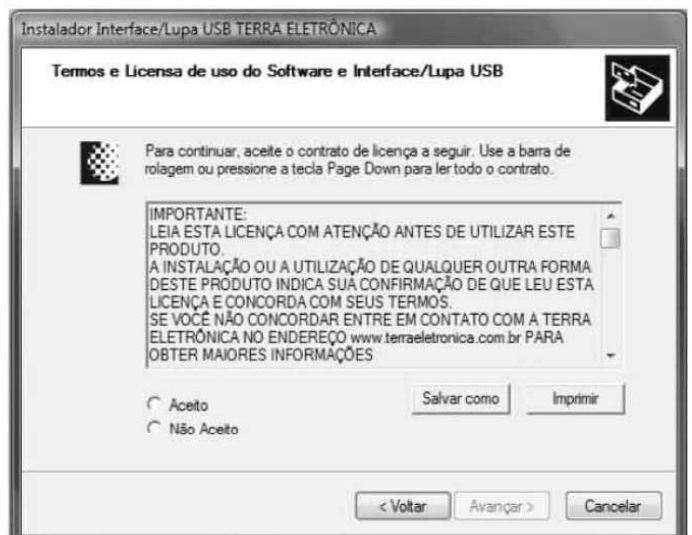 Instalador Interface/Lupa USB TERRA ELETRÔNICA
Termos e Licensa de uso do Software e Interface/Lupa USB
Para continuar, aceite o contrato de licença a seguir. Use a barra de
rolagem ou pressione a tecla Page Down para ler todo o contrato.
IMPORTANTE:
LEIA ESTA LICENÇA COM ATENÇÃO ANTES DE UTILIZAR ESTE
PRODUTO.
A INSTALAÇÃO OU A UTILIZAÇÃO DE QUALQUER OUTRA FORMA
DESTE PRODUTO INDICA SUA CONFIRMAÇÃO DE QUE LEU ESTA
LICENÇA E CONCORDA COM SEUS TERMOS.
SE VOCÊ NÃO CONCORDAR ENTRE EM CONTATO COM A TERRA
ELETRÔNICA NO ENDEREÇO www.terraeletronica.com.br PARA
OBTER MAIORES INFORMAÇÕES
Aceito
Salvar como
Imprimir
Não Aceito
< Voltar
Avançar >
Cancelar